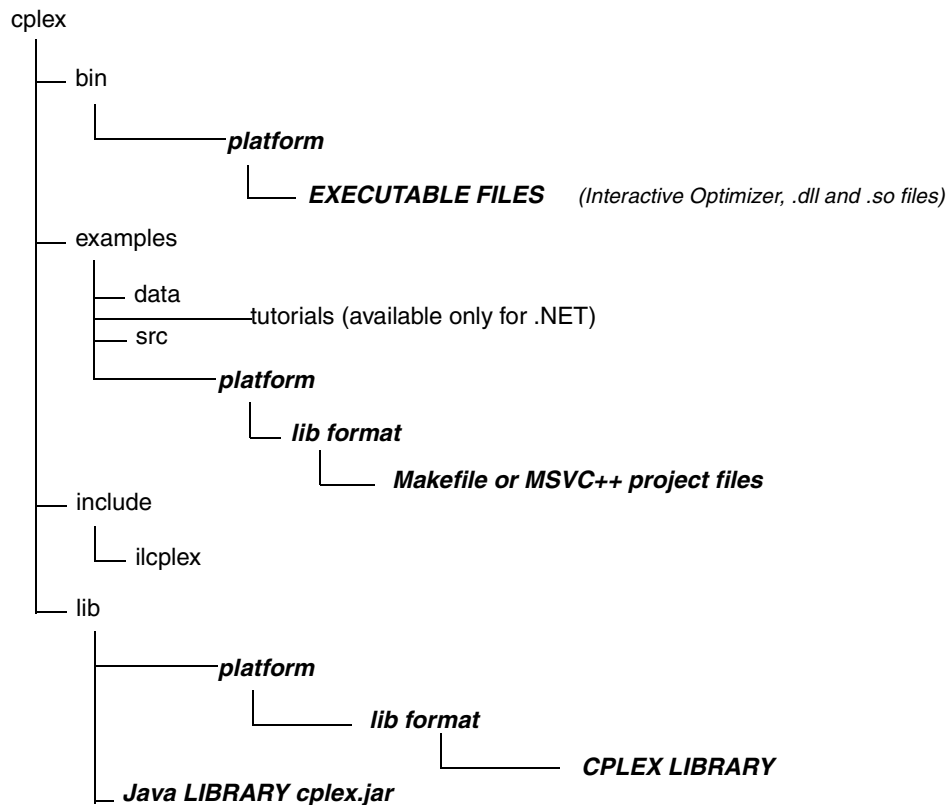 cplex
bin
platform
EXECUTABLE FILES (Interactive Optimizer, .dll and .so files)
examples
data
tutorials (available only for .NET)
src
platform
lib format
Makefile or MSVC++ project files
include
ilcplex
lib
platform
lib format
CPLEX LIBRARY
Java LIBRARY cplex.jar